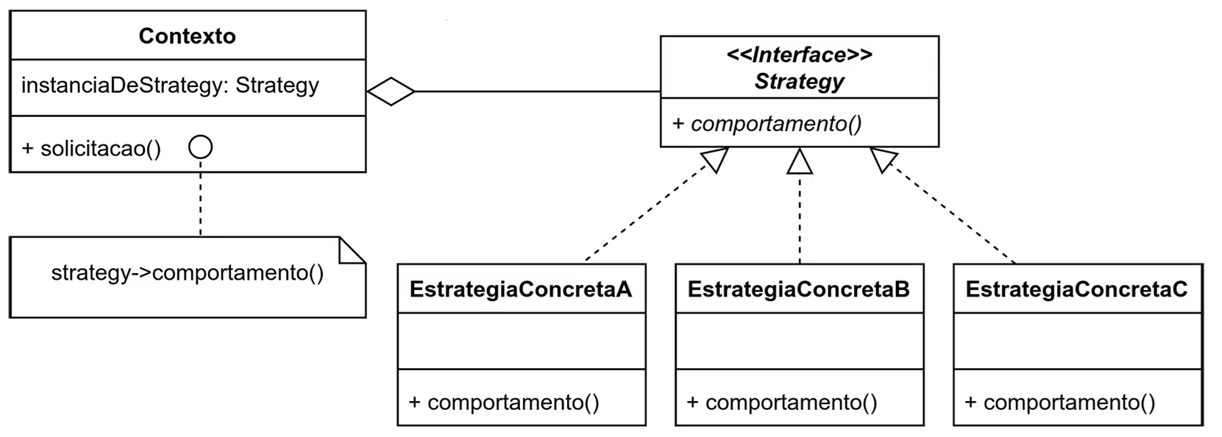 Contexto
instanciaDeStrategy: Strategy
+ solicitacao()
strategy->comportamento()
<<Interface>>
Strategy
+ comportamento()
EstrategiaConcretaA
+ comportamento()
EstrategiaConcretaB
+ comportamento()
EstrategiaConcretaC
+ comportamento()